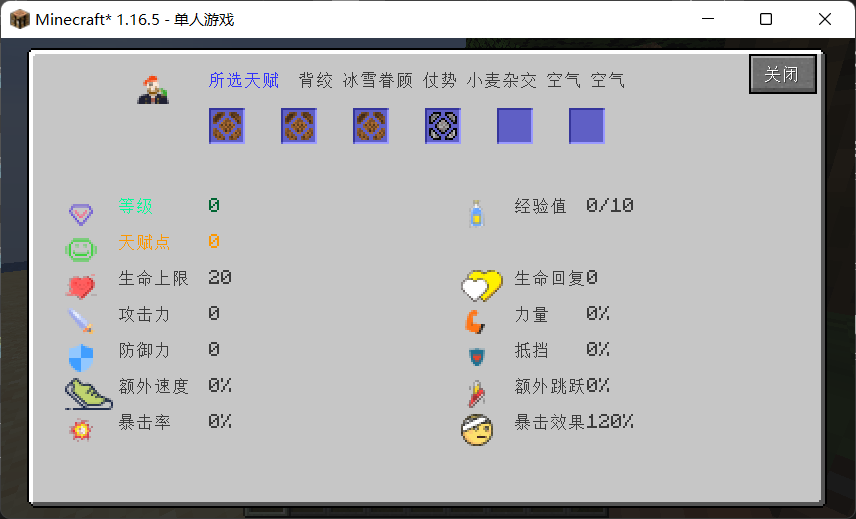 Minecraft* 1.16.5 - 单人游戏
所选天赋 背绞 冰雪眷顾 仗势 小麦杂交 空气 空气
关闭
等级 0 经验值 0/10
天赋点 0
生命上限 20 生命回复0
攻击力 0 力量 0%
防御力 0 抵挡 0%
额外速度 0% 额外跳跃0%
暴击率 0% 暴击效果120%